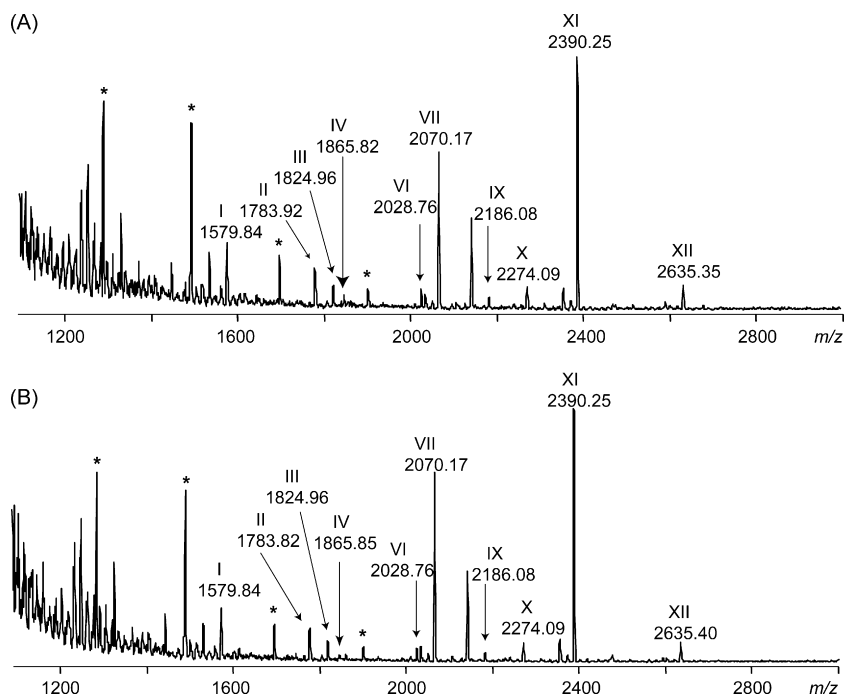 (A)
XI
2390.25
*
*
IV
1865.82
VII
2070.17
III
1824.96
II
1783.92
I
1579.84
VI
2028.76
IX
2186.08
*
*
X
2274.09
XII
2635.35
1200 1600 2000 2400 2800 m/z
(B)
XI
2390.25
VII
2070.17
*
*
III
1824.96
II
1783.82
IV
1865.85
VI
2028.76
IX
2186.08
I
1579.84
*
*
X
2274.09
XII
2635.40
1200 1600 2000 2400 2800 m/z